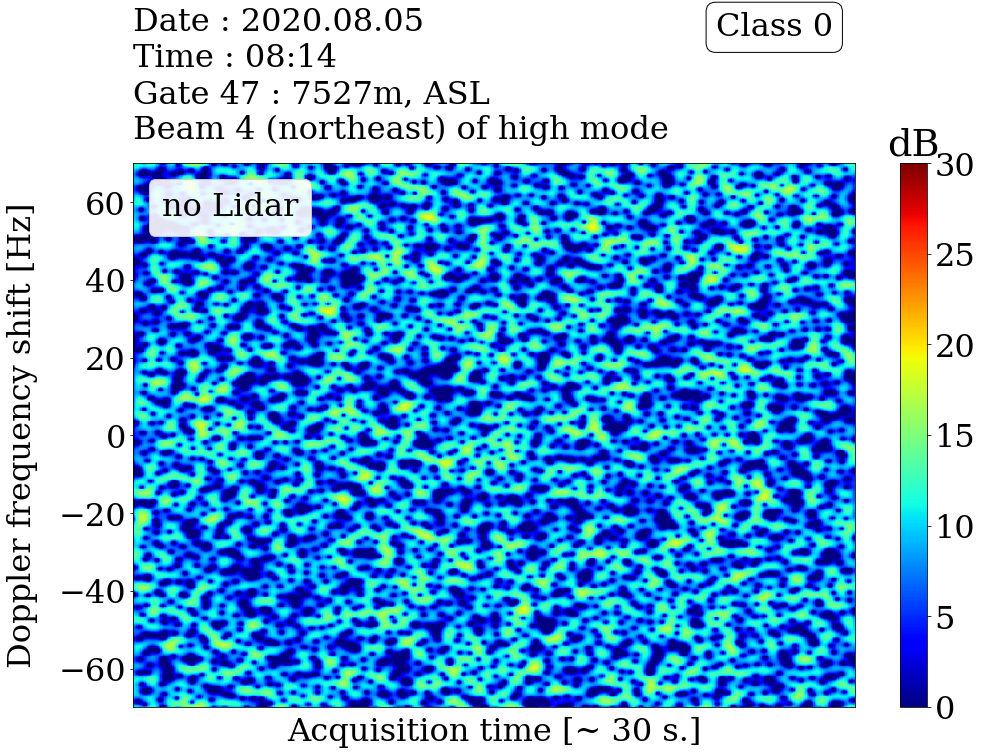 Date : 2020.08.05
Time : 08:14
Gate 47 : 7527m, ASL
Beam 4 (northeast) of high mode
Class 0
dB
no Lidar
Doppler frequency shift [Hz]
60
40
20
0
−20
−40
−60
Acquisition time [~ 30 s.]
30
25
20
15
10
5
0